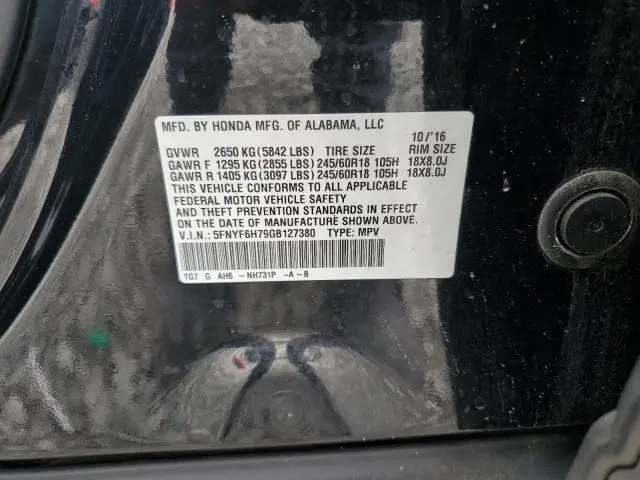 MFD. BY HONDA MFG. OF ALABAMA, LLC 10/'16
GVWR 2650 KG (5842 LBS) TIRE SIZE RIM SIZE
GAWR F 1295 KG (2855 LBS) 245/60R18 105H 18X8.0J
GAWR R 1405 KG (3097 LBS) 245/60R18 105H 18X8.0J
THIS VEHICLE CONFORMS TO ALL APPLICABLE
FEDERAL MOTOR VEHICLE SAFETY
AND THEFT PREVENTION STANDARDS IN EFFECT
ON THE DATE OF MANUFACTURE SHOWN ABOVE.
V.I.N.: 5FNYF6H79GB127380 TYPE: MPV
TG7 G AH6 -NH731P -A-B